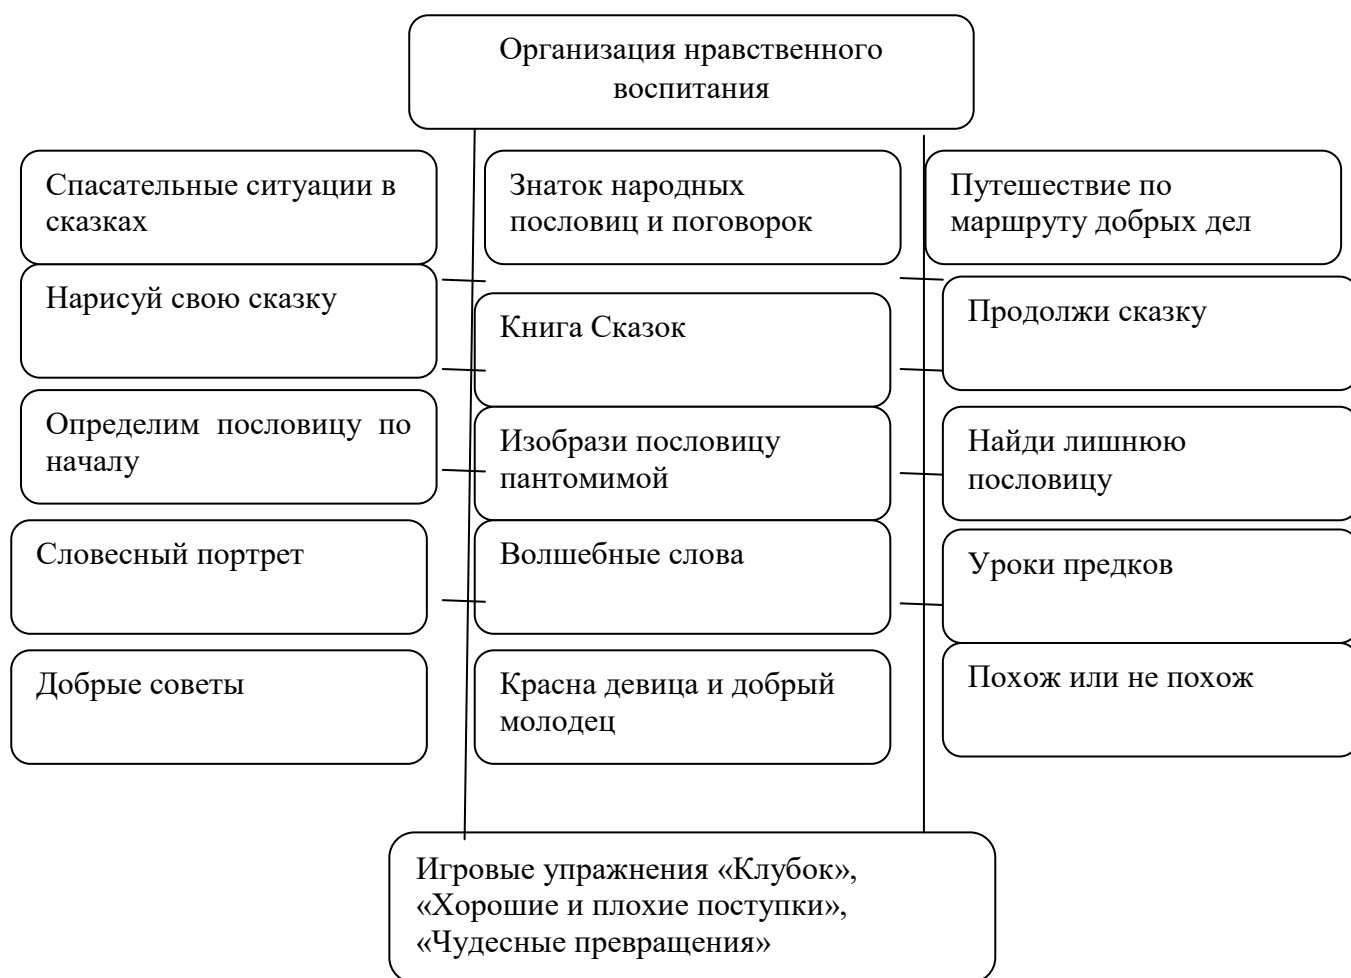 Организация нравственного
воспитания
Спасательные ситуации в
сказках
Знаток народных
пословиц и поговорок
Путешествие по
маршруту добрых дел
Нарисуй свою сказку
Книга Сказок
Продолжи сказку
Определим пословицу по
началу
Изобрази пословицу
пантомимой
Найди лишнюю
пословицу
Словесный портрет
Волшебные слова
Уроки предков
Добрые советы
Красна девица и добрый
молодец
Похож или не похож
Игровые упражнения «Клубок»,
«Хорошие и плохие поступки»,
«Чудесные превращения»